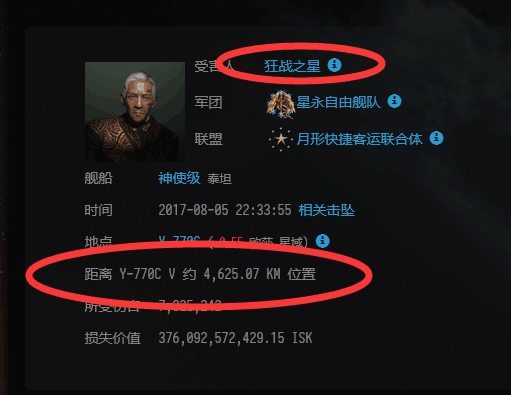 受害人 狂战之星
军团 星永自由舰队
联盟 月形快捷客运联合体
舰船 神使级 泰坦
时间 2017-08-05 22:33:55 相关击坠
地点 Y-770C (-0.55 欧莎 星域)
距离 Y-770C V 约 4,625.07 KM 位置
所受伤害
损失价值 376,092,572,429.15 ISK